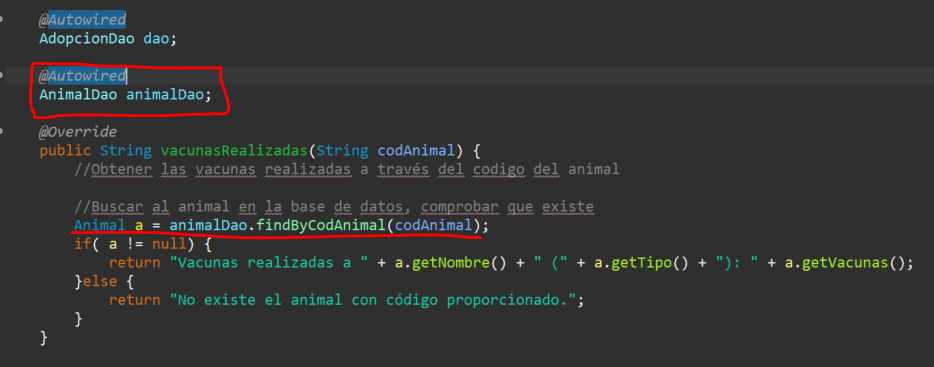 @Autowired
AdopcionDao dao;
@Autowired
AnimalDao animalDao;
@Override
public String vacunasRealizadas(String codAnimal) {
//Obtener las vacunas realizadas a través del codigo del animal
//Buscar al animal en la base de datos, comprobar que existe
Animal a = animalDao.findByCodAnimal(codAnimal);
if( a != null) {
return "Vacunas realizadas a " + a.getNombre() + " (" + a.getTipo() + "): " + a.getVacunas();
}else {
return "No existe el animal con código proporcionado.";
}
}